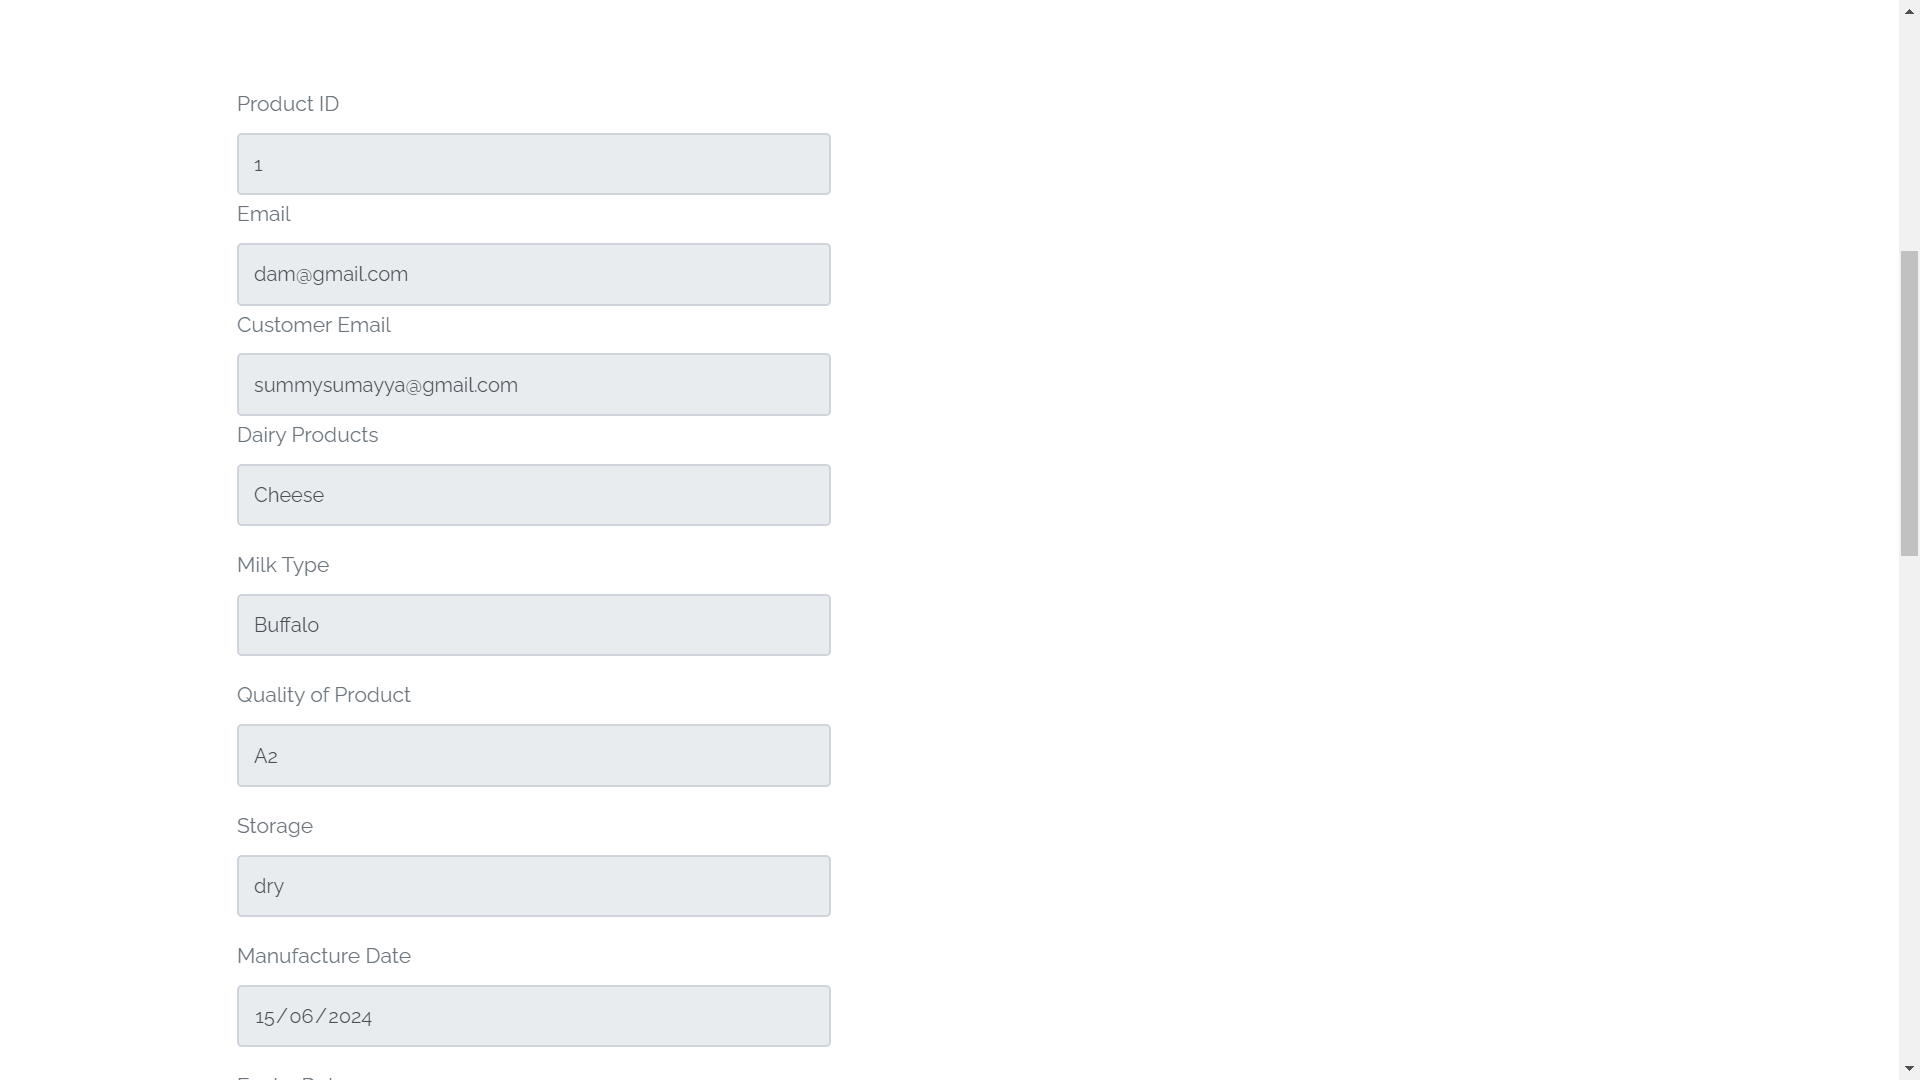 Product ID
1
Email
dam@gmail.com
Customer Email
summysumayya@gmail.com
Dairy Products
Cheese
Milk Type
Buffalo
Quality of Product
A2
Storage
dry
Manufacture Date
15/06/2024